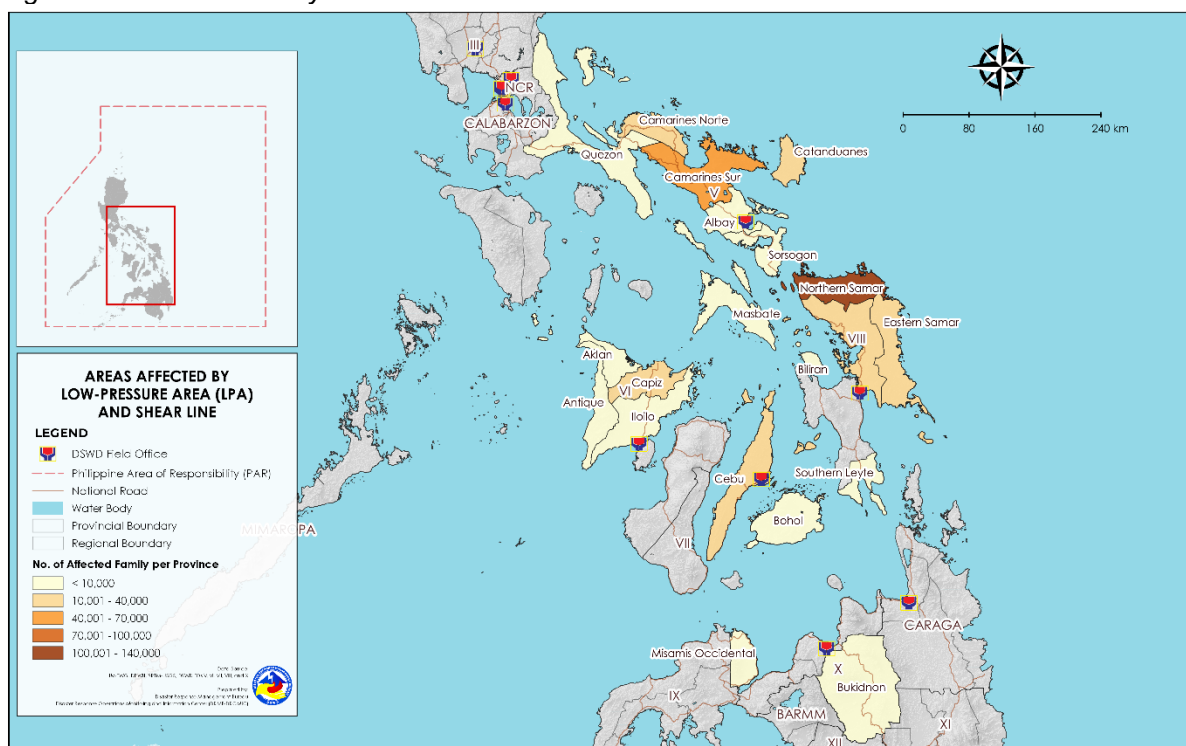 III
NCR
CALABARZON
Quezon
Camarines Norte
Catanduanes
Camarines Sur
V
Albay
Sorsogon
0 80 160 240 km
Northern Samar
Masbate
Eastern Samar
VIII
Biliran
Aklan
Capiz
VI
Antique
Iloilo
Cebu
Southern Leyte
Bohol
VII
MIMAROPA
CARAGA
Misamis Occidental
X
Bukidnon
IX
BARMM
XI
XII
AREAS AFFECTED BY
LOW-PRESSURE AREA (LPA)
AND SHEAR LINE
LEGEND
DSWD Field Office
Philippine Area of Responsibility (PAR)
National Road
Water Body
Provincial Boundary
Regional Boundary
No. of Affected Family per Province
< 10,000
10,001 - 40,000
40,001 - 70,000
70,001 -100,000
100,001 - 140,000